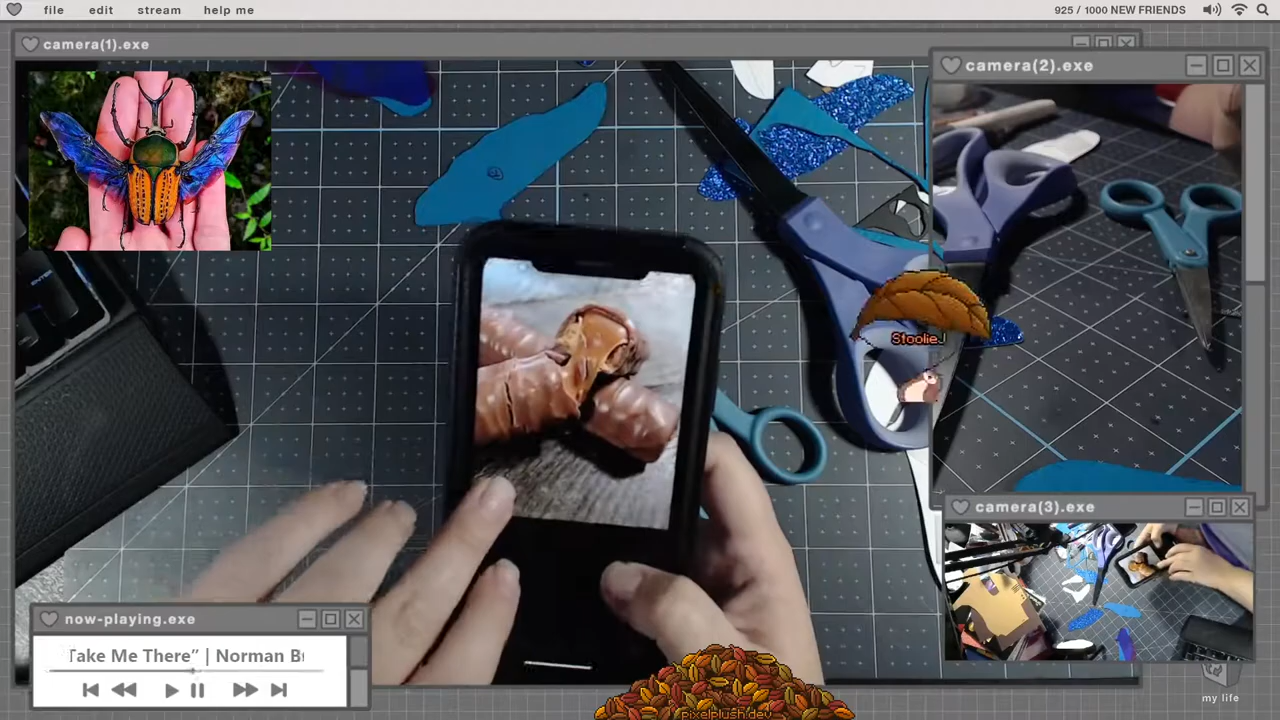 file edit stream help me
925 / 1000 NEW FRIENDS
camera(1).exe
camera(2).exe
StoolieJ
camera(3).exe
now-playing.exe
Take Me There" | Norman
my life
pixelplush.dev